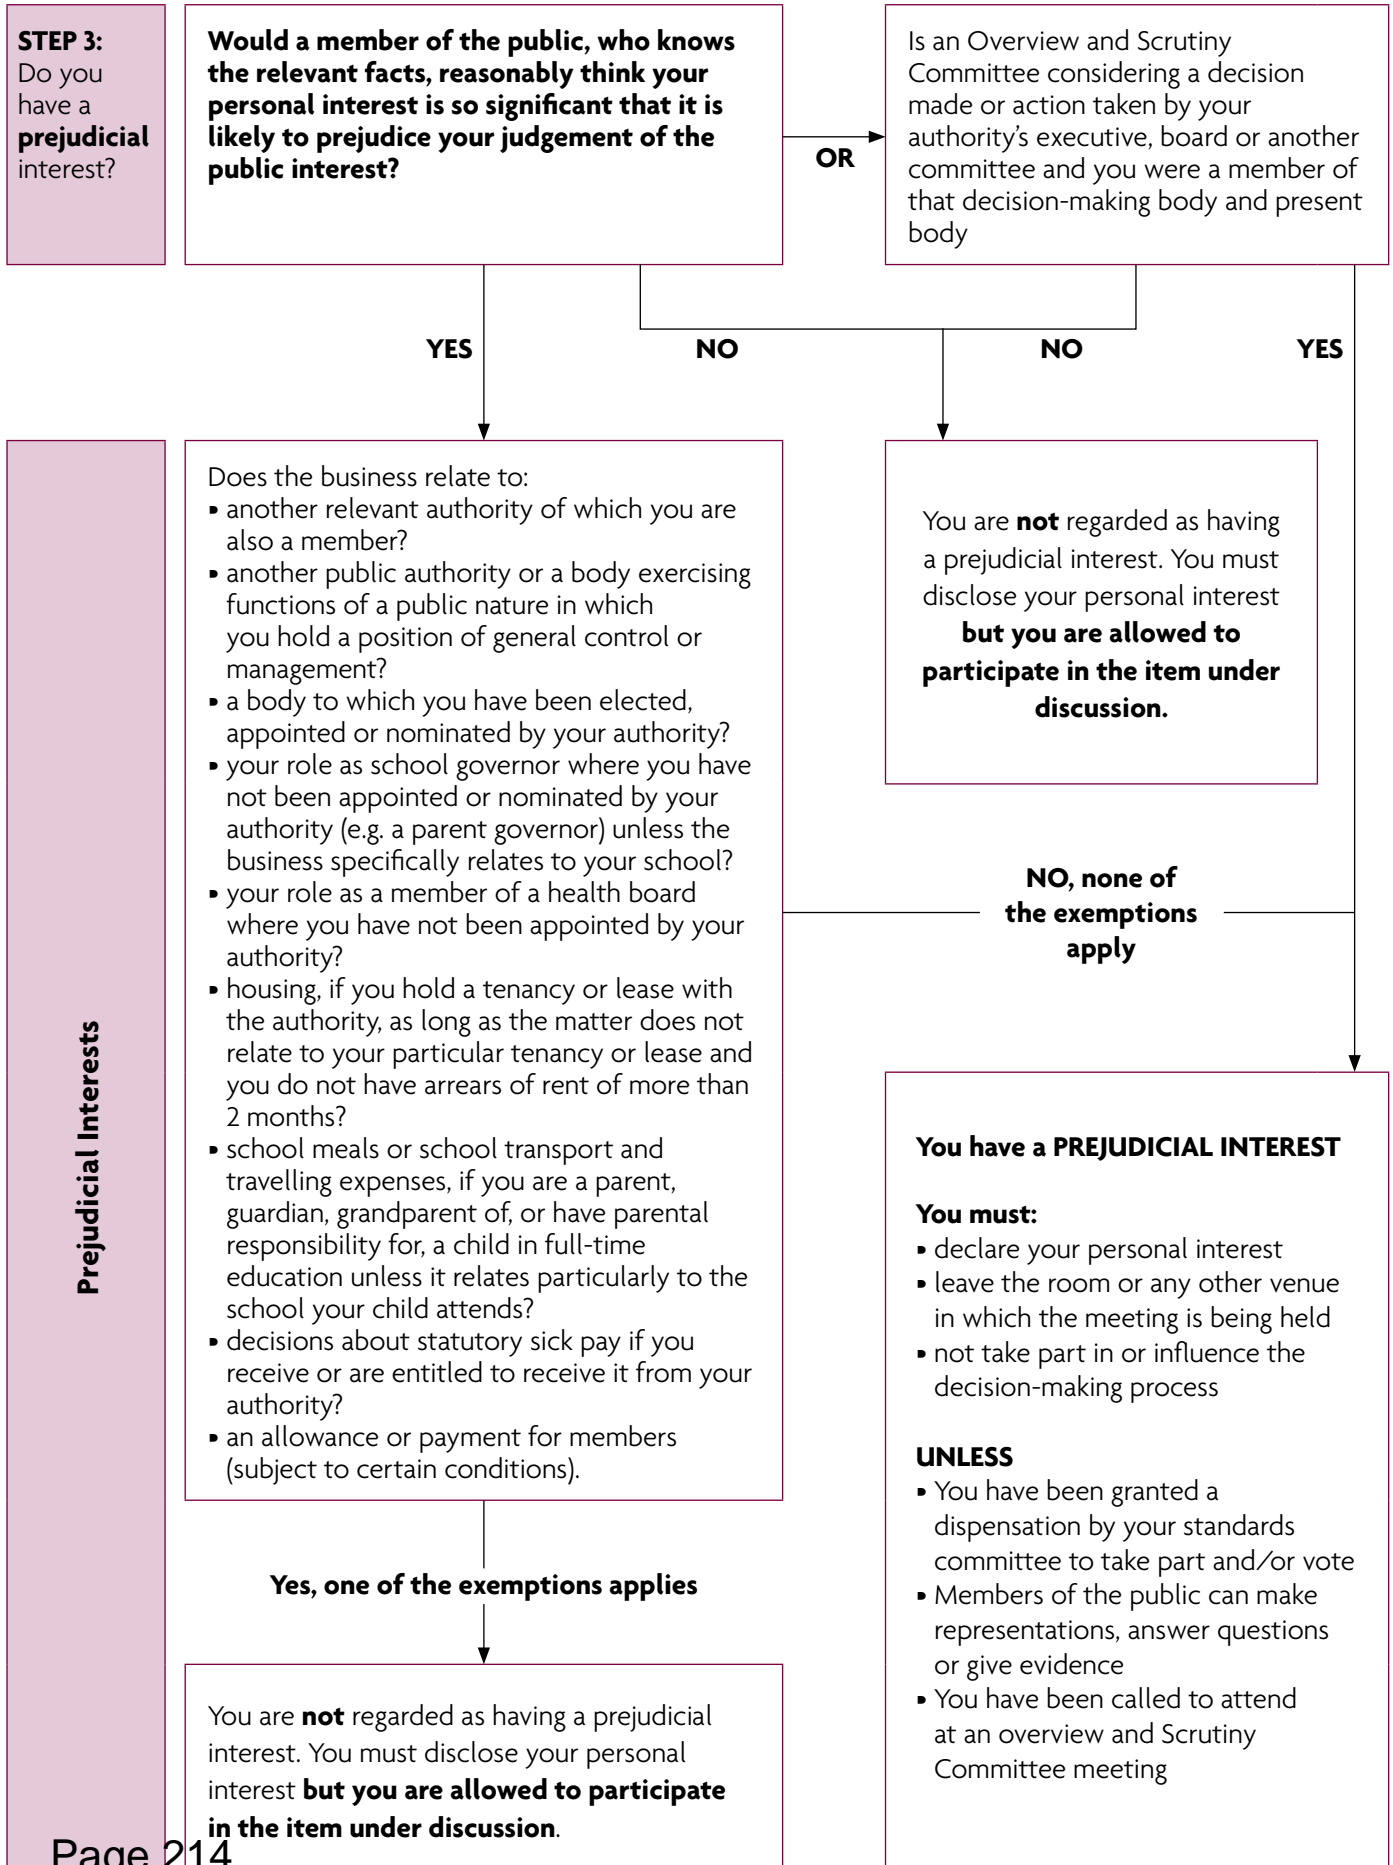 STEP 3:
Do you
have a
prejudicial
interest?
Would a member of the public, who knows
the relevant facts, reasonably think your
personal interest is so significant that it is
likely to prejudice your judgement of the
public interest?
OR
Is an Overview and Scrutiny
Committee considering a decision
made or action taken by your
authority’s executive, board or another
committee and you were a member of
that decision-making body and present
body
YES
NO
NO
YES
Prejudicial Interests
Does the business relate to:
• another relevant authority of which you are
also a member?
• another public authority or a body exercising
functions of a public nature in which
you hold a position of general control or
management?
• a body to which you have been elected,
appointed or nominated by your authority?
• your role as school governor where you have
not been appointed or nominated by your
authority (e.g. a parent governor) unless the
business specifically relates to your school?
• your role as a member of a health board
where you have not been appointed by your
authority?
• housing, if you hold a tenancy or lease with
the authority, as long as the matter does not
relate to your particular tenancy or lease and
you do not have arrears of rent of more than
2 months?
• school meals or school transport and
travelling expenses, if you are a parent,
guardian, grandparent of, or have parental
responsibility for, a child in full-time
education unless it relates particularly to the
school your child attends?
• decisions about statutory sick pay if you
receive or are entitled to receive it from your
authority?
• an allowance or payment for members
(subject to certain conditions).
You are not regarded as having
a prejudicial interest. You must
disclose your personal interest
but you are allowed to
participate in the item under
discussion.
NO, none of
the exemptions
apply
You have a PREJUDICIAL INTEREST
You must:
• declare your personal interest
• leave the room or any other venue
in which the meeting is being held
• not take part in or influence the
decision-making process
UNLESS
• You have been granted a
dispensation by your standards
committee to take part and/or vote
• Members of the public can make
representations, answer questions
or give evidence
• You have been called to attend
at an overview and Scrutiny
Committee meeting
Yes, one of the exemptions applies
You are not regarded as having a prejudicial
interest. You must disclose your personal
interest but you are allowed to participate
in the item under discussion.
Page 214